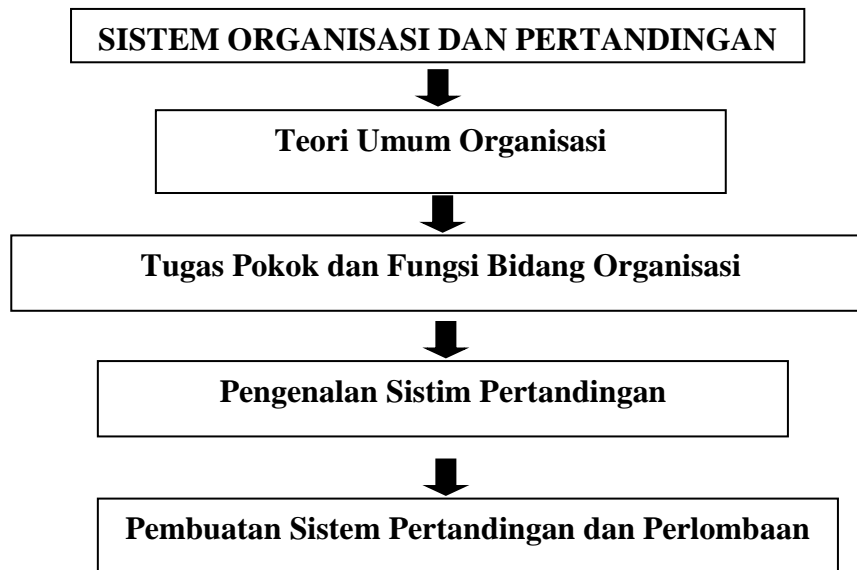 SISTEM ORGANISASI DAN PERTANDINGAN
Teori Umum Organisasi
Tugas Pokok dan Fungsi Bidang Organisasi
Pengenalan Sistim Pertandingan
Pembuatan Sistem Pertandingan dan Perlombaan